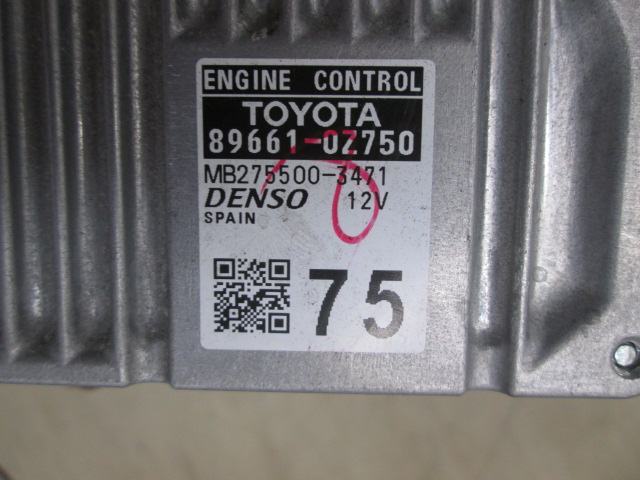 ENGINE CONTROL
TOYOTA
89661-0Z750
MB275500-3471
DENSO 12V
SPAIN
75